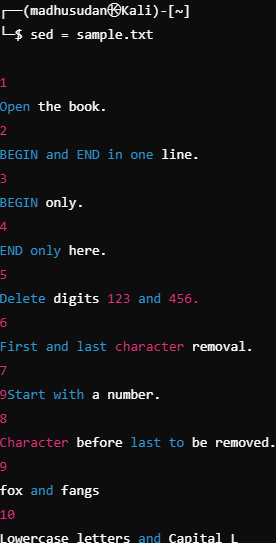 ┌──(madhusudan㉿Kali)-[~]
└─$ sed = sample.txt
1
Open the book.
2
BEGIN and END in one line.
3
BEGIN only.
4
END only here.
5
Delete digits 123 and 456.
6
First and last character removal.
7
9Start with a number.
8
Character before last to be removed.
9
fox and fangs
10
Lowercase letters and Capital L